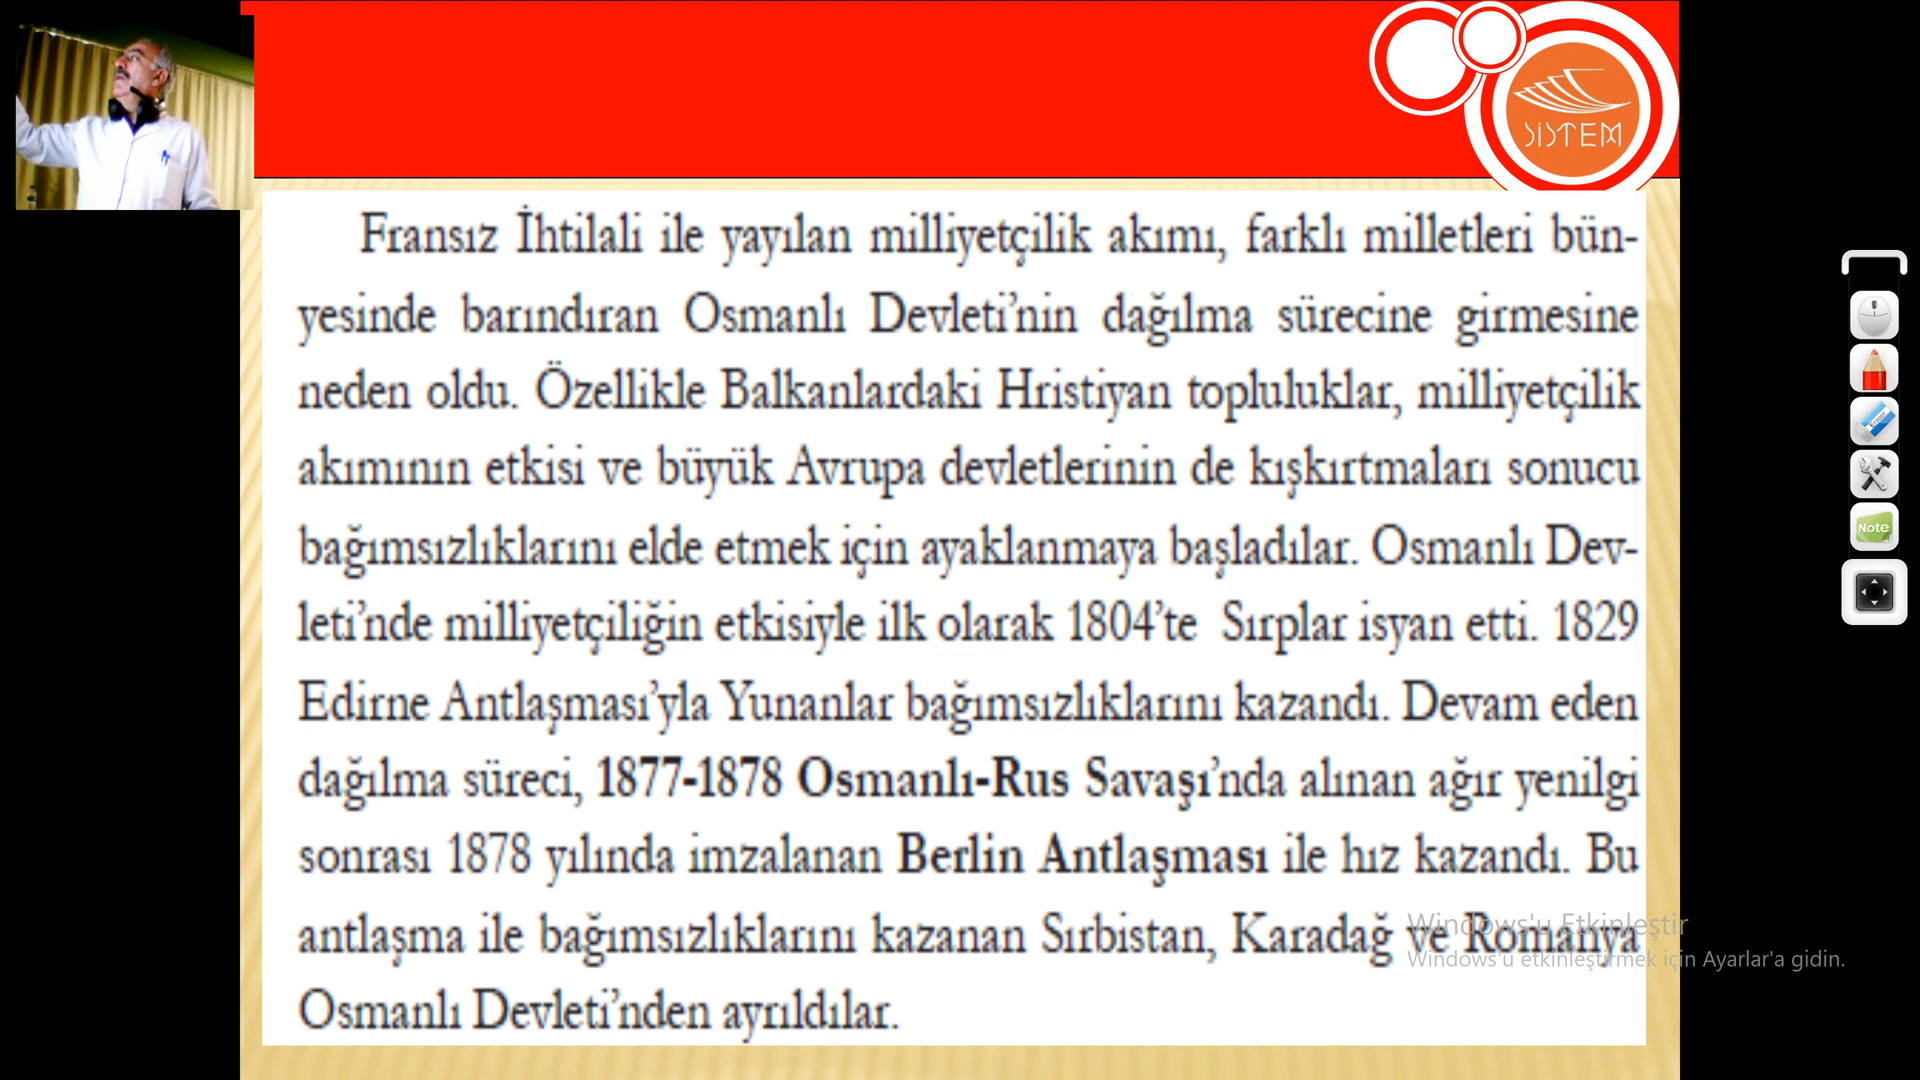 SİSTEM
Fransız İhtilali ile yayılan milliyetçilik akımı, farklı milletleri bün-
yesinde barındıran Osmanlı Devleti’nin dağılma sürecine girmesine
neden oldu. Özellikle Balkanlardaki Hristiyan topluluklar, milliyetçilik
akımının etkisi ve büyük Avrupa devletlerinin de kışkırtmaları sonucu
bağımsızlıklarını elde etmek için ayaklanmaya başladılar. Osmanlı Dev-
leti’nde milliyetçiliğin etkisiyle ilk olarak 1804’te Sırplar isyan etti. 1829
Edirne Antlaşması’yla Yunanlar bağımsızlıklarını kazandı. Devam eden
dağılma süreci, 1877-1878 Osmanlı-Rus Savaşı’nda alınan ağır yenilgi
sonrası 1878 yılında imzalanan Berlin Antlaşması ile hız kazandı. Bu
antlaşma ile bağımsızlıklarını kazanan Sırbistan, Karadağ ve Romanya
Osmanlı Devleti’nden ayrıldılar.
Windows'u Etkinleştir
Windows'u etkinleştirmek için Ayarlar'a gidin.
Note